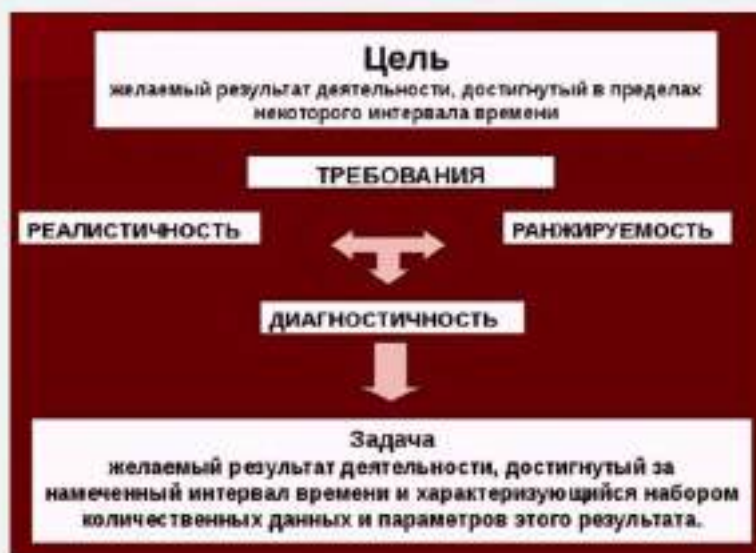 Цель
желаемый результат деятельности, достигнутый в пределах
некоторого интервала времени
ТРЕБОВАНИЯ
РЕАЛИСТИЧНОСТЬ
РАНЖИРУЕМОСТЬ
ДИАГНОСТИЧНОСТЬ
Задача
желаемый результат деятельности, достигнутый за
намеченный интервал времени и характеризующийся набором
количественных данных и параметров этого результата.